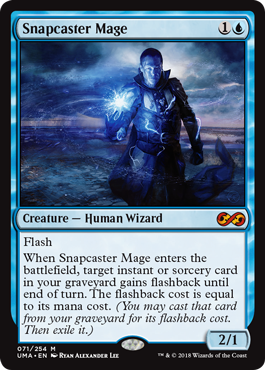 Snapcaster Mage 1
Creature — Human Wizard
Flash
When Snapcaster Mage enters the
battlefield, target instant or sorcery card
in your graveyard gains flashback until
end of turn. The flashback cost is equal
to its mana cost. (You may cast that
card from your graveyard for its flashback cost.
Then exile it.)
2/1
071/254 M
UMA • EN Ryan Alexander Lee
™ & © 2018 Wizards of the Coast